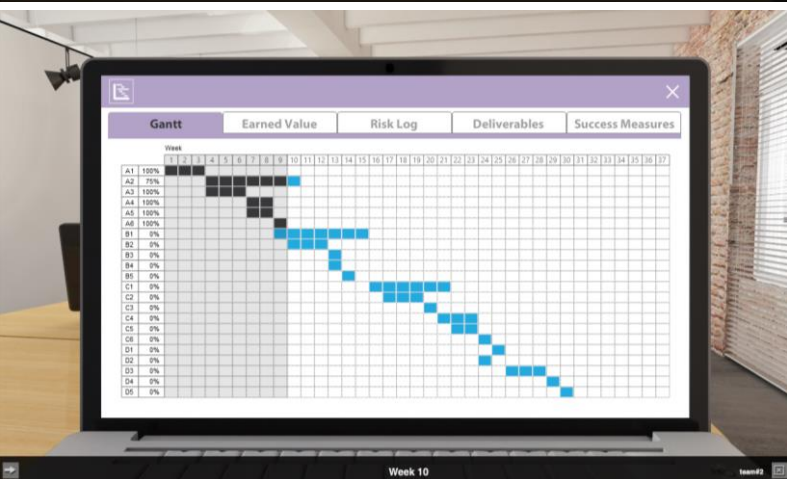 Gantt Earned Value Risk Log Deliverables Success Measures
Week
1 2 3 4 5 6 7 8 9 10 11 12 13 14 15 16 17 18 19 20 21 22 23 24 25 26 27 28 29 30 31 32 33 34 35 36 37
A1 100%
A2 75%
A3 100%
A4 100%
A5 100%
A6 100%
B1 0%
B2 0%
B3 0%
B4 0%
B5 0%
C1 0%
C2 0%
C3 0%
C4 0%
C5 0%
C6 0%
D1 0%
D2 0%
D3 0%
D4 0%
D5 0%
Week 10 team#2